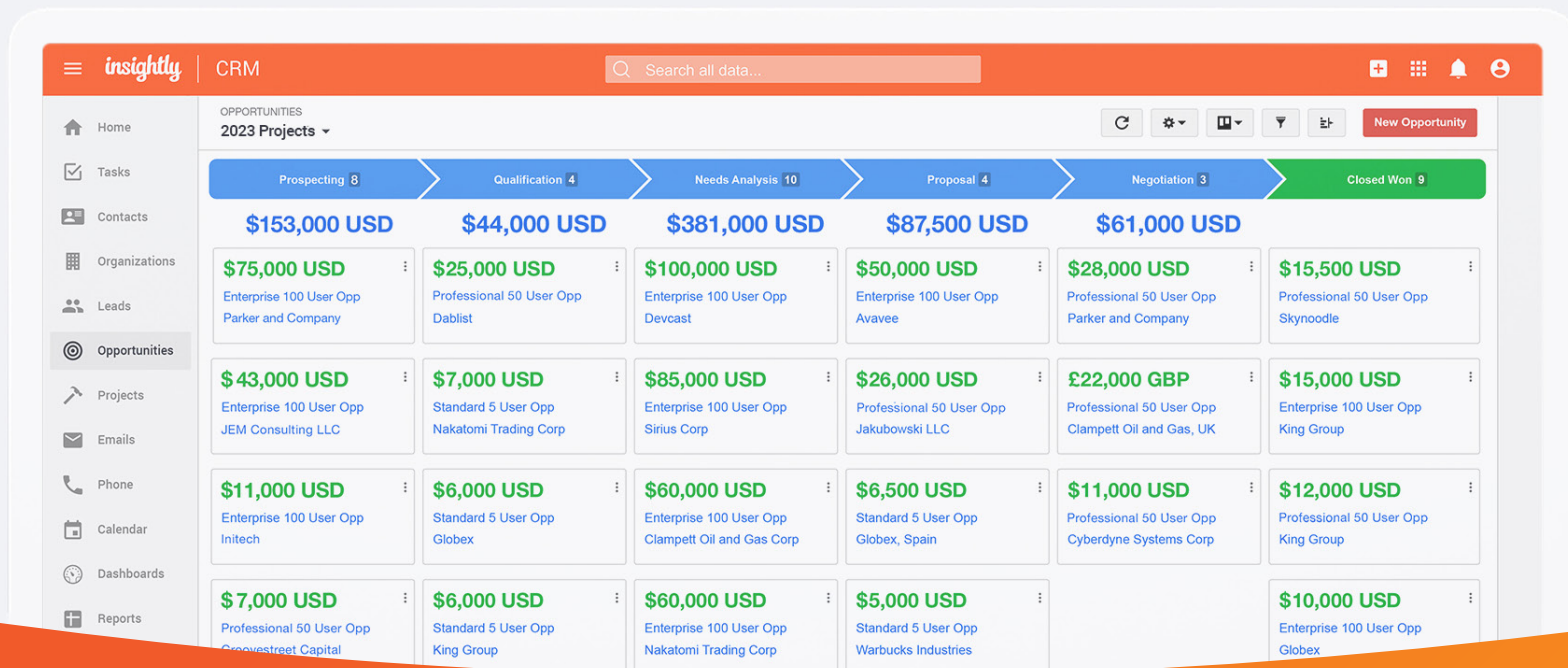 insightly CRM
Search all data...
Home
Tasks
Contacts
Organizations
Leads
Opportunities
Projects
Emails
Phone
Calendar
Dashboards
Reports
OPPORTUNITIES
2023 Projects
New Opportunity
Prospecting 8
$153,000 USD
$75,000 USD
Enterprise 100 User Opp
Parker and Company
$43,000 USD
Enterprise 100 User Opp
JEM Consulting LLC
$11,000 USD
Enterprise 100 User Opp
Initech
$7,000 USD
Professional 50 User Opp
Groovestreet Capital
Qualification 4
$44,000 USD
$25,000 USD
Professional 50 User Opp
Dablist
$7,000 USD
Standard 5 User Opp
Nakatomi Trading Corp
$6,000 USD
Standard 5 User Opp
Globex
$6,000 USD
Standard 5 User Opp
King Group
Needs Analysis 10
$381,000 USD
$100,000 USD
Enterprise 100 User Opp
Devcast
$85,000 USD
Enterprise 100 User Opp
Sirius Corp
$60,000 USD
Enterprise 100 User Opp
Clampett Oil and Gas Corp
$60,000 USD
Enterprise 100 User Opp
Nakatomi Trading Corp
Proposal 4
$87,500 USD
$50,000 USD
Enterprise 100 User Opp
Avavee
$26,000 USD
Professional 50 User Opp
Jakubowski LLC
$6,500 USD
Standard 5 User Opp
Globex, Spain
$5,000 USD
Standard 5 User Opp
Warbucks Industries
Negotiation 3
$61,000 USD
$28,000 USD
Professional 50 User Opp
Parker and Company
£22,000 GBP
Professional 50 User Opp
Clampett Oil and Gas, UK
$11,000 USD
Professional 50 User Opp
Cyberdyne Systems Corp
Closed Won 9
$15,500 USD
Professional 50 User Opp
Skynoodle
$15,000 USD
Enterprise 100 User Opp
King Group
$12,000 USD
Professional 50 User Opp
King Group
$10,000 USD
Enterprise 100 User Opp
Globex